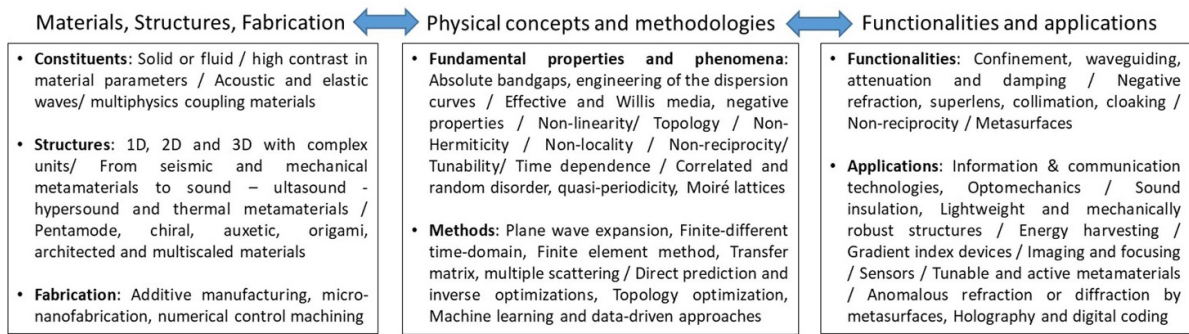 Materials, Structures, Fabrication
• Constituents: Solid or fluid / high contrast in
material parameters / Acoustic and elastic
waves/ multiphysics coupling materials
• Structures: 1D, 2D and 3D with complex
units/ From seismic and mechanical
metamaterials to sound – ultasound -
hypersound and thermal metamaterials /
Pentamode, chiral, auxetic, origami,
architected and multiscaled materials
• Fabrication: Additive manufacturing, micro-
nanofabrication, numerical control machining
Physical concepts and methodologies
• Fundamental properties and phenomena:
Absolute bandgaps, engineering of the dispersion
curves / Effective and Willis media, negative
properties / Non-linearity/ Topology / Non-
Hermiticity / Non-locality / Non-reciprocity/
Tunability/ Time dependence / Correlated and
random disorder, quasi-periodicity, Moiré lattices
• Methods: Plane wave expansion, Finite-different
time-domain, Finite element method, Transfer
matrix, multiple scattering / Direct prediction and
inverse optimizations, Topology optimization,
Machine learning and data-driven approaches
Functionalities and applications
• Functionalities: Confinement, waveguiding,
attenuation and damping / Negative
refraction, superlens, collimation, cloaking /
Non-reciprocity / Metasurfaces
• Applications: Information & communication
technologies, Optomechanics / Sound
insulation, Lightweight and mechanically
robust structures / Energy harvesting /
Gradient index devices / Imaging and focusing
/ Sensors / Tunable and active metamaterials
/ Anomalous refraction or diffraction by
metasurfaces, Holography and digital coding